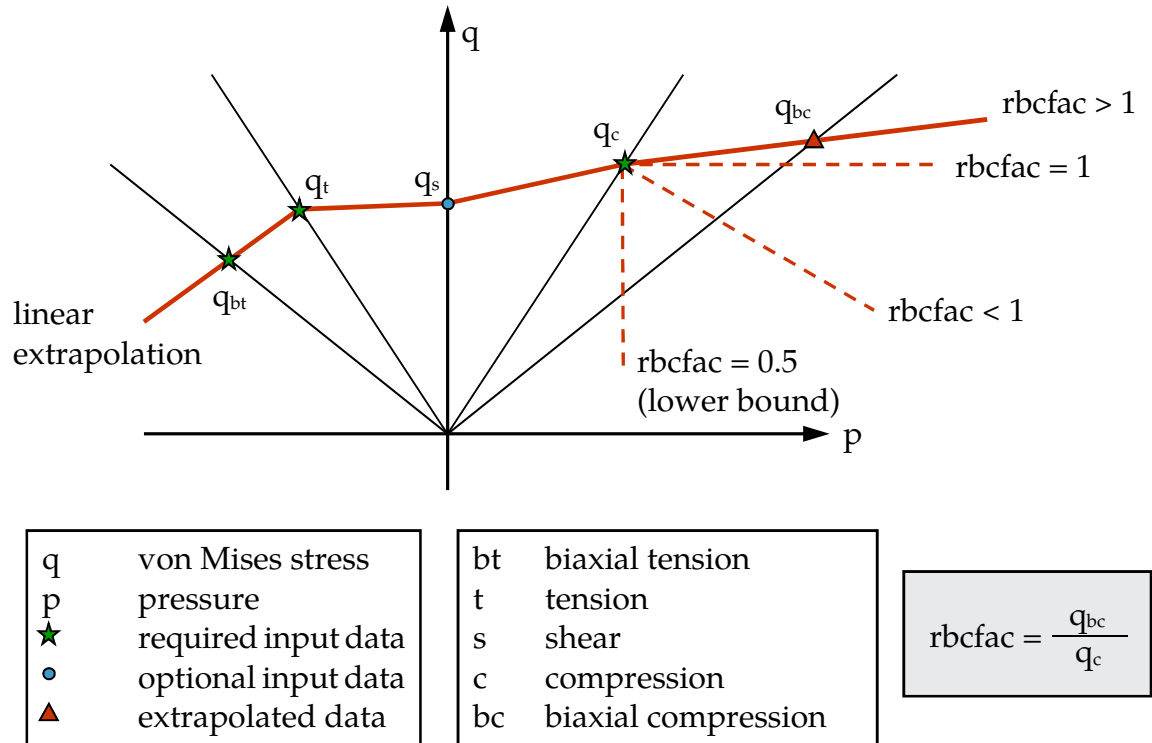 q
q_bc
rbcfac > 1
q_c
rbcfac = 1
q_t
q_s
q_bt
linear
extrapolation
rbcfac < 1
rbcfac = 0.5
(lower bound)
p
q von Mises stress
p pressure
required input data
optional input data
extrapolated data
bt biaxial tension
t tension
s shear
c compression
bc biaxial compression
rbcfac = q_bc / q_c